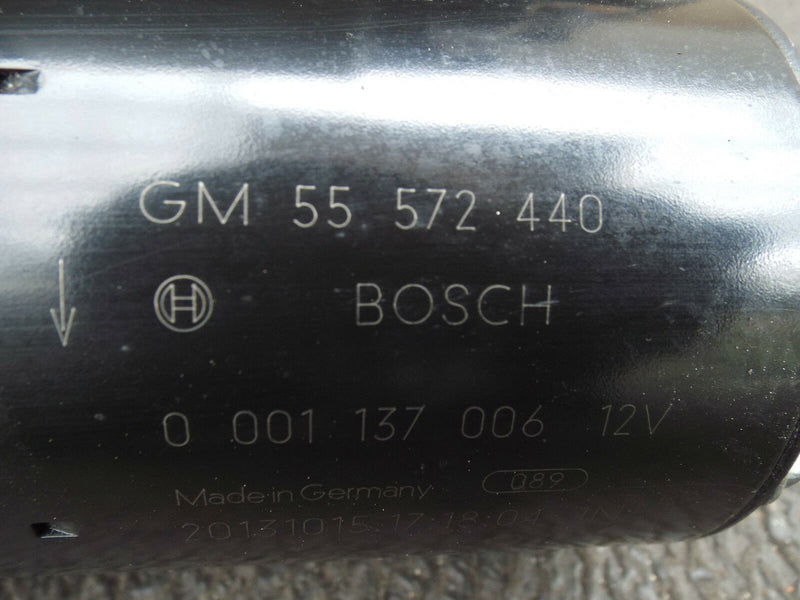 GM 55 572 440
BOSCH
0 001 137 006 12V
Made in Germany 089
20131015 17:18:04